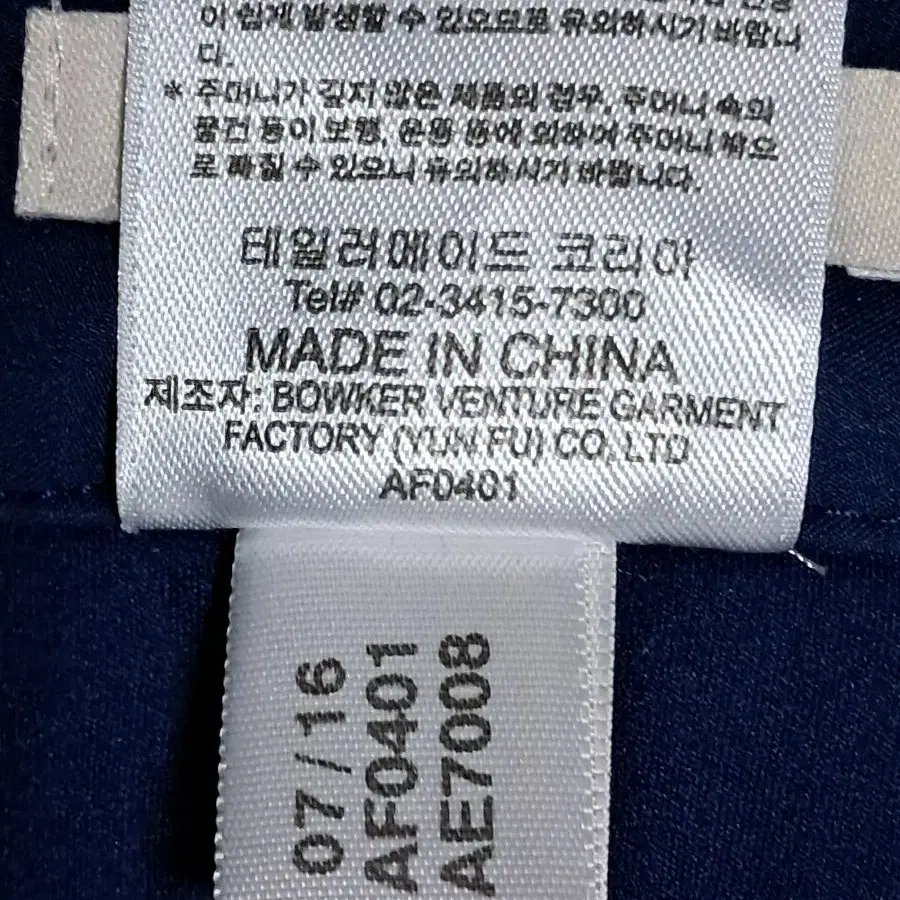 이 쉽게 발생할 수 있으므로 유의하시기 바랍니
다.
* 주머니가 깊지 않은 제품의 경우, 주머니 속의
물건 등이 보행, 운동 등에 의하여 주머니 밖으
로 빠질 수 있으니 유의하시기 바랍니다.
테일러메이드 코리아
Tel# 02-3415-7300
MADE IN CHINA
제조자: BOWKER VENTURE GARMENT
FACTORY (YUN FU) CO, LTD
AF0401
07/16
AF0401
AE7008